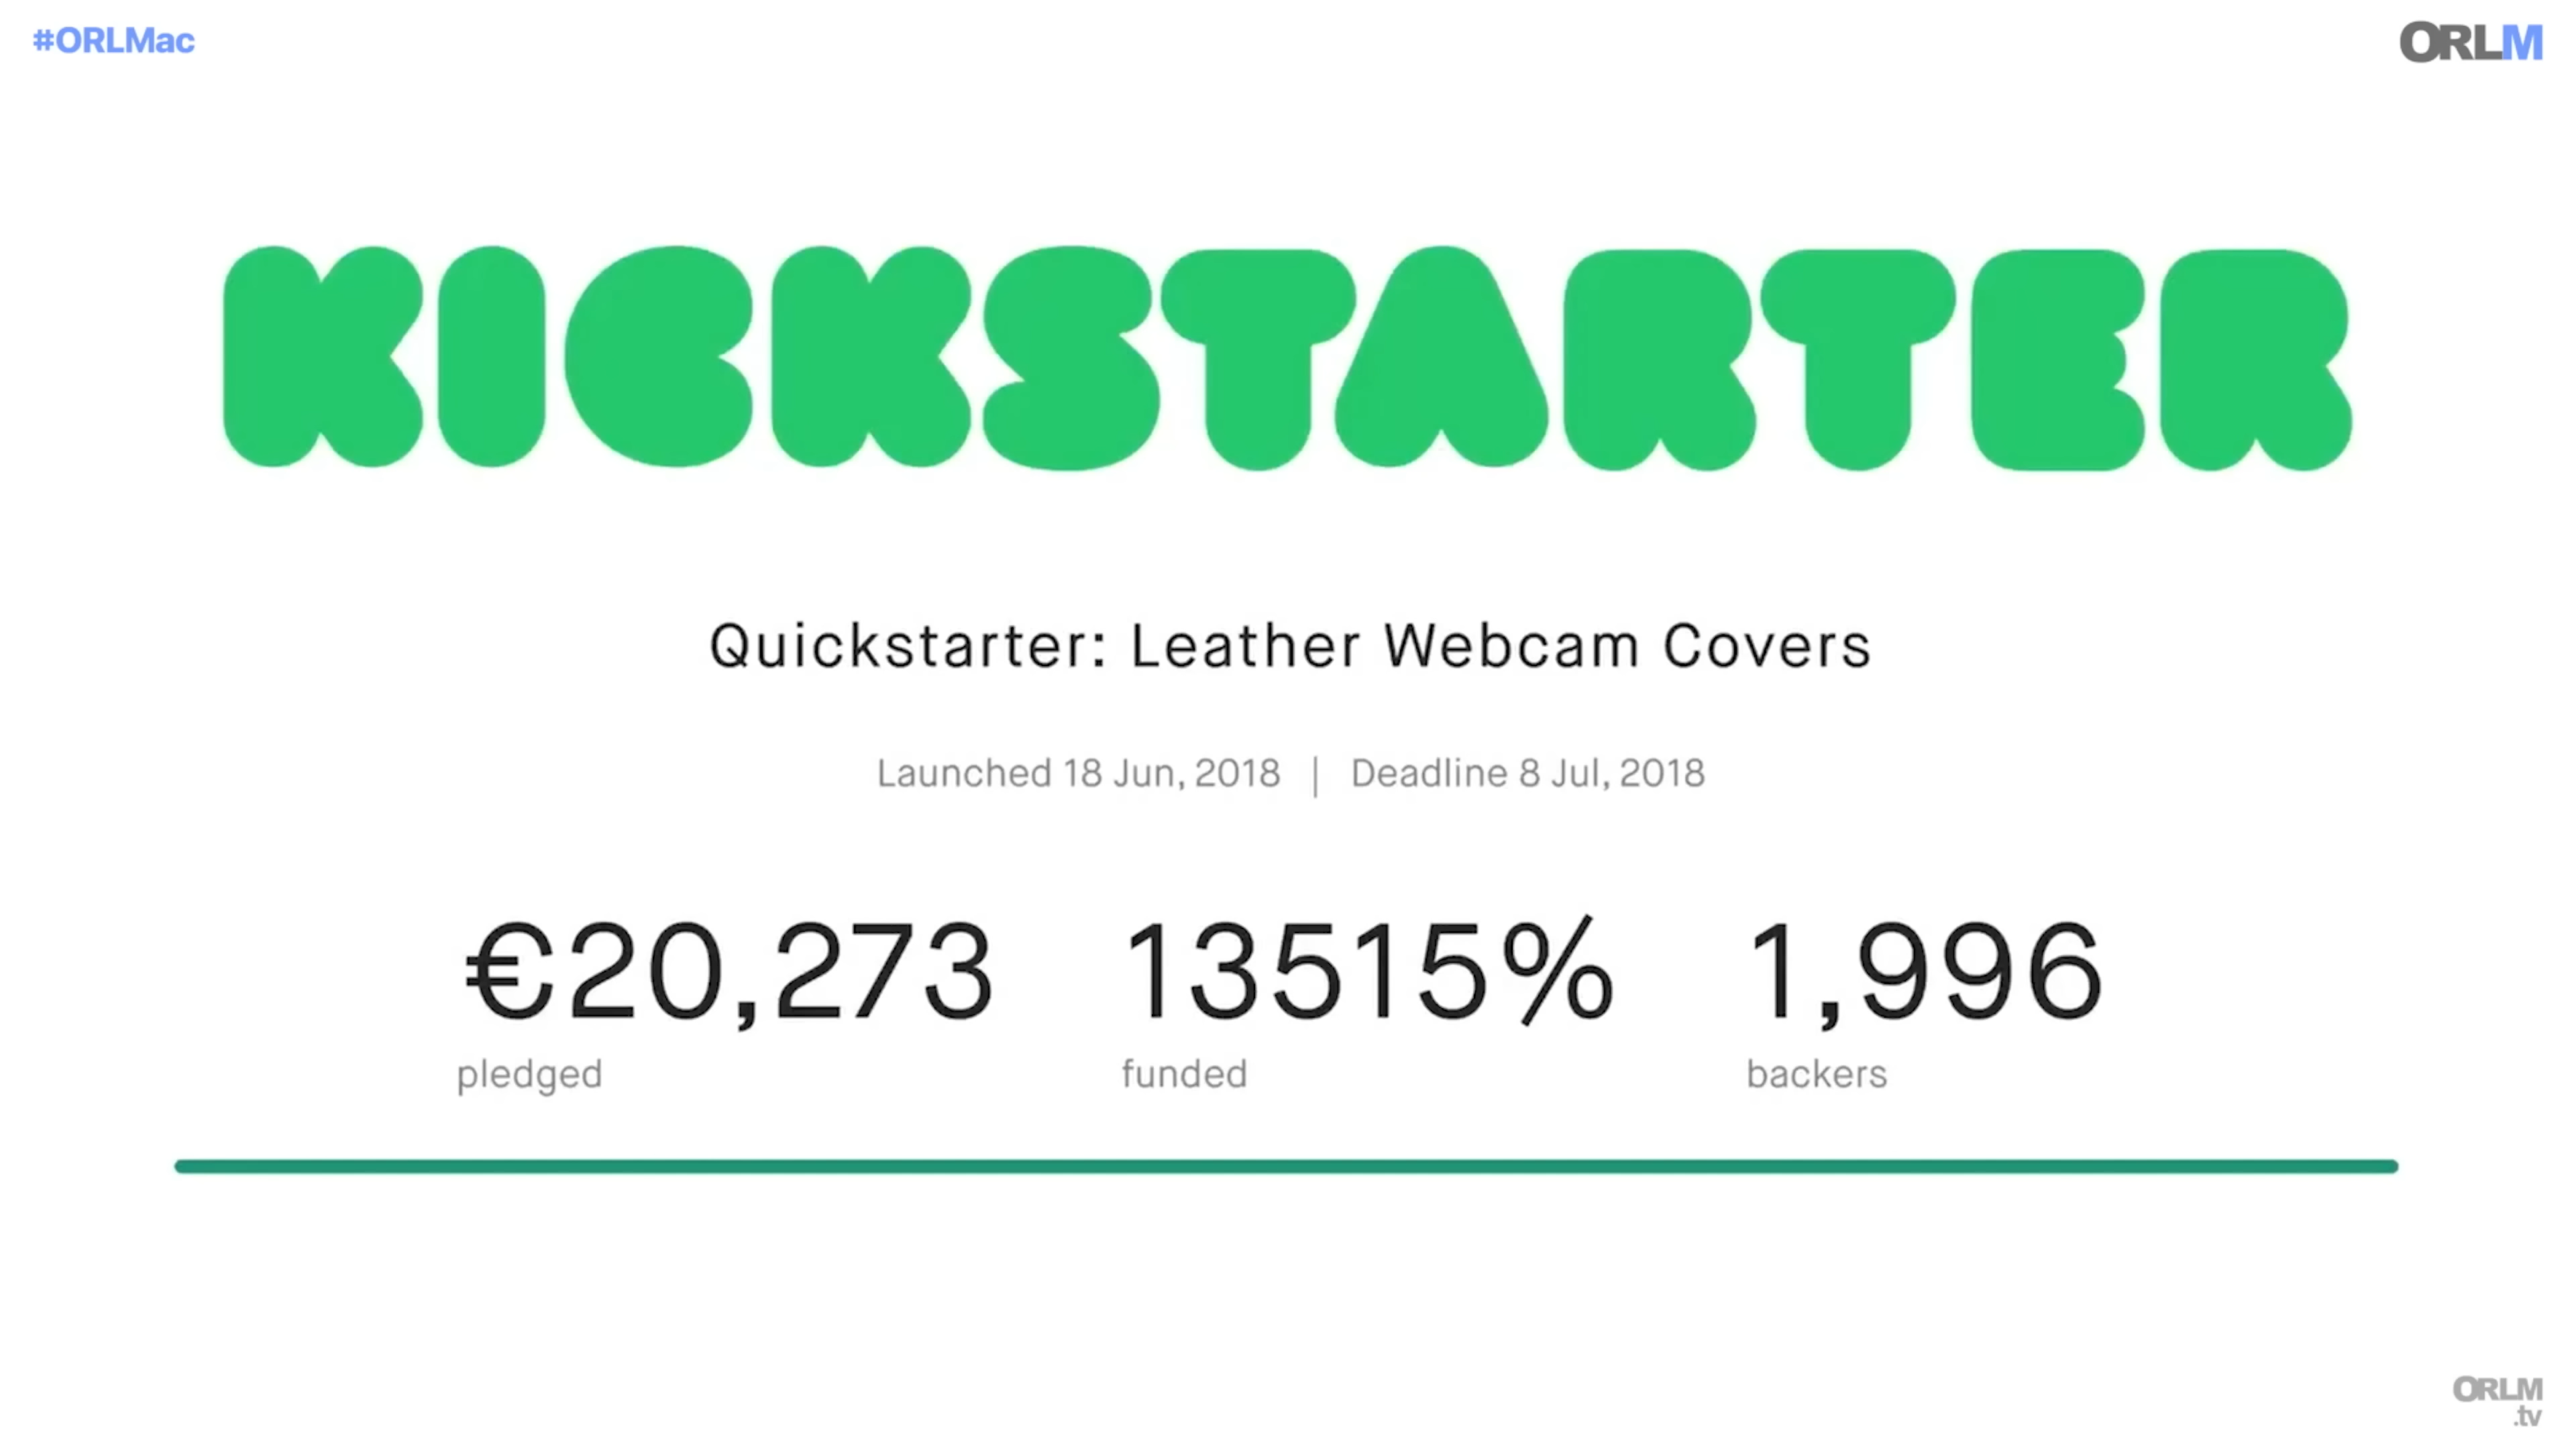 #ORLMac
ORLM
KICKSTARTER
Quickstarter: Leather Webcam Covers
Launched 18 Jun, 2018 | Deadline 8 Jul, 2018
€20,273 13515% 1,996
pledged funded backers
ORLM
.tv